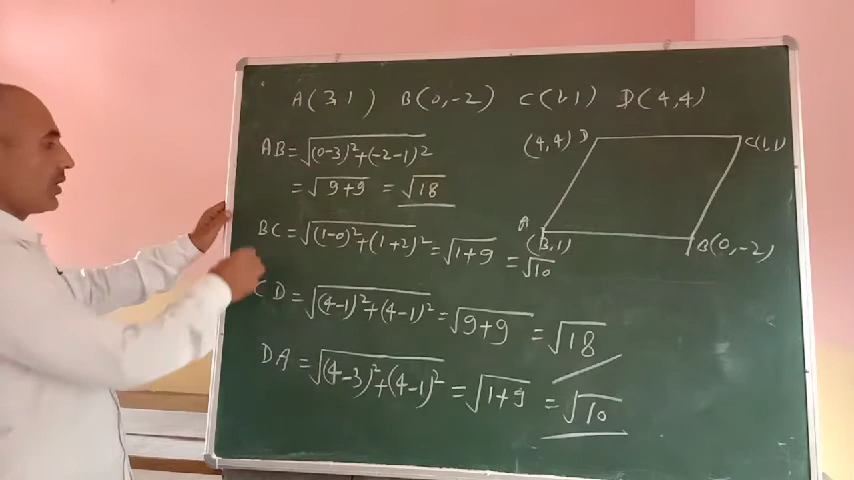 A(3,1) B(0,-2) C(1,1) D(4,4)
AB=√(0-3)²+(-2-1)²
=√9+9 = √18
BC=√(1-0)²+(1+2)²=√1+9 =√10
CD=√(4-1)²+(4-1)²=√9+9 =√18
DA=√(4-3)²+(4-1)²=√1+9 =√10
(4,4) D
C(1,1)
A
(3,1)
B(0,-2)